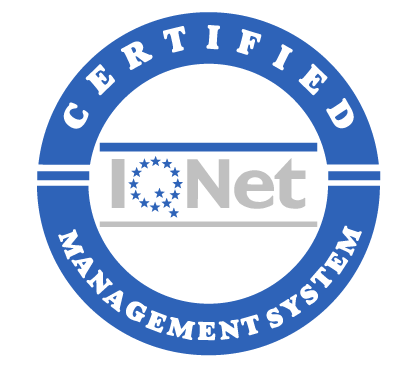 CERTIFIED
IQNet
MANAGEMENT SYSTEM